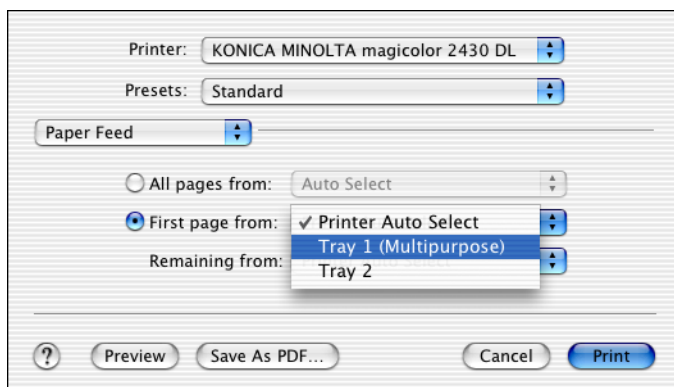 Printer: KONICA MINOLTA magicolor 2430 DL
Presets: Standard
Paper Feed
All pages from: Auto Select
First page from: ✓ Printer Auto Select
Tray 1 (Multipurpose)
Remaining from:
Tray 2
? Preview Save As PDF... Cancel Print